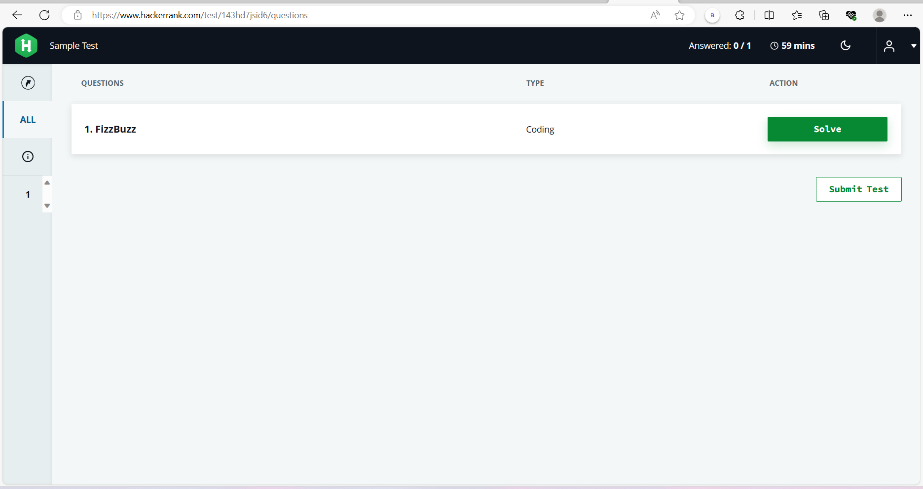 https://www.hackerrank.com/test/143hd7jsid6/questions
A
R
H
Sample Test
Answered: 0 / 1
59 mins
QUESTIONS
TYPE
ACTION
ALL
1. FizzBuzz
Coding
Solve
1
Submit Test